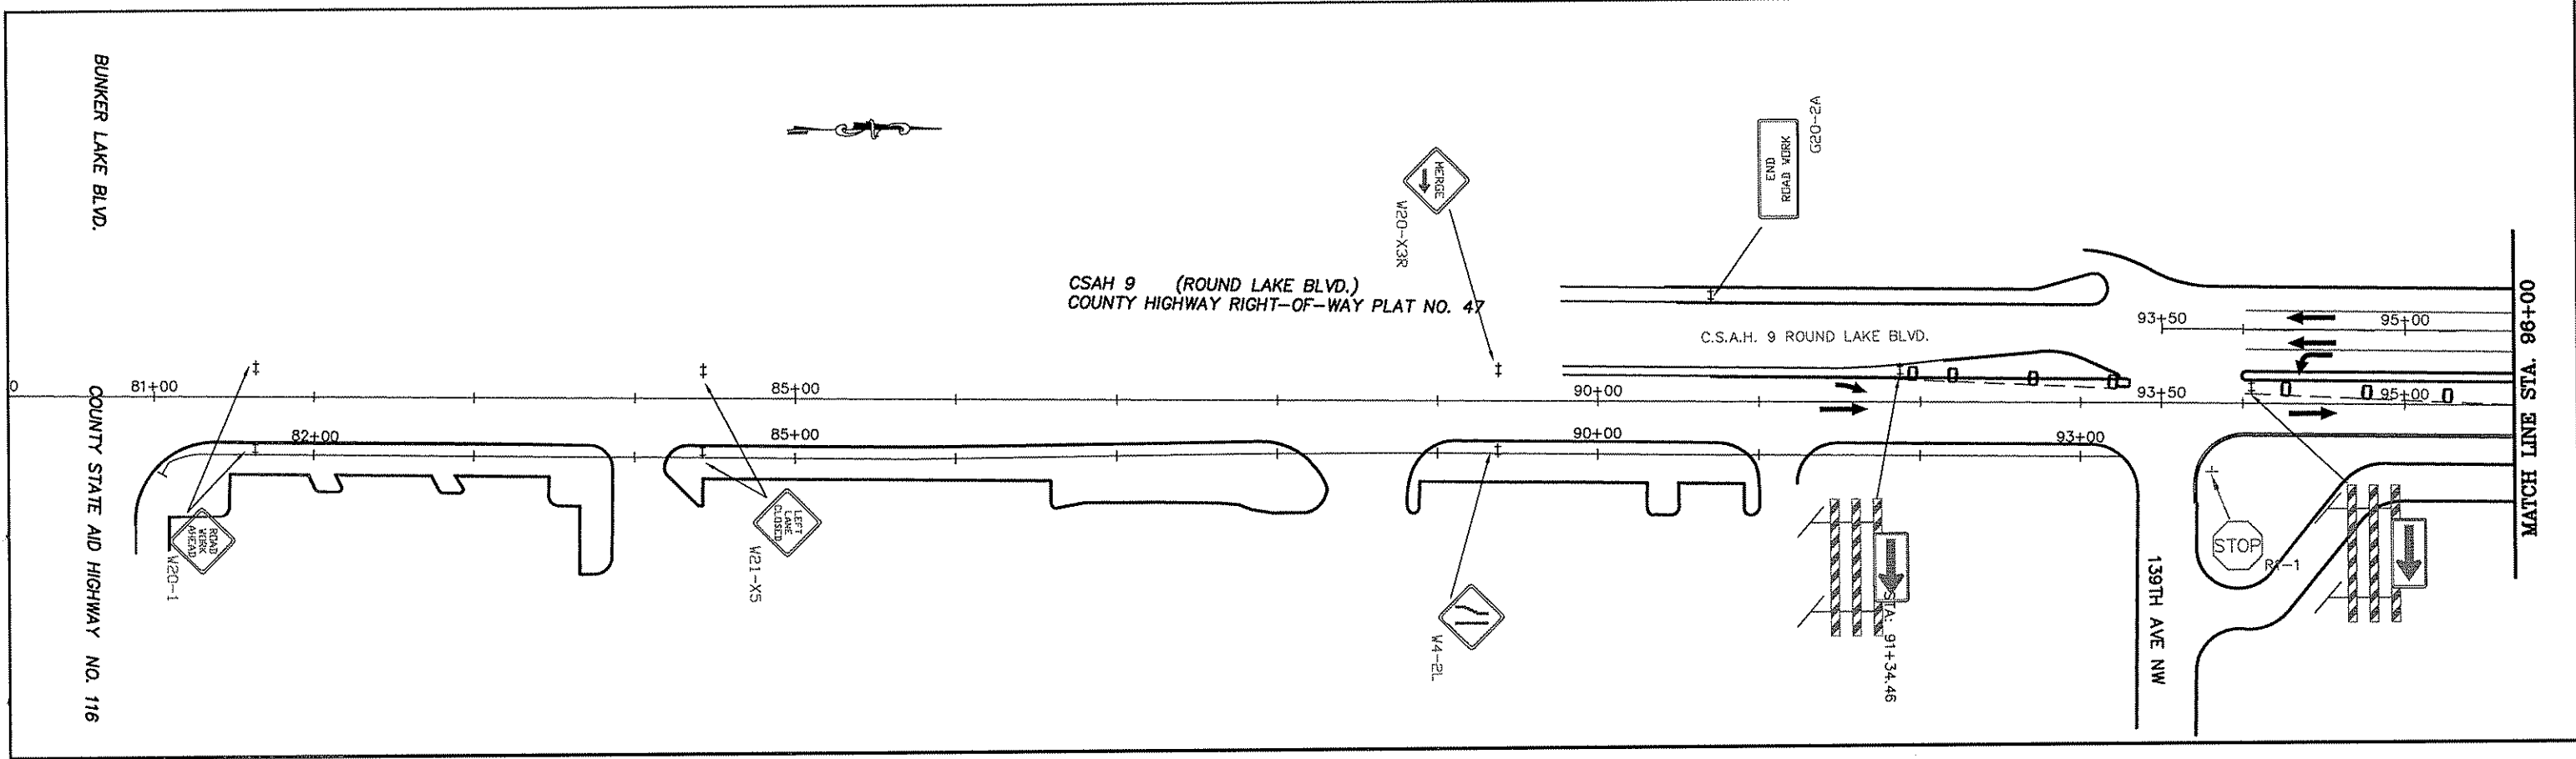 BUNKER LAKE BLVD.
COUNTY STATE AID HIGHWAY NO. 116
0
81+00
85+00
90+00
93+50
95+00
82+00
85+00
90+00
93+00
93+50
95+00
ROAD
WORK
AHEAD
W20-1
LEFT
LANE
CLOSED
W21-X5
MERGE
W20-X3R
CSAH 9 (ROUND LAKE BLVD.)
COUNTY HIGHWAY RIGHT-OF-WAY PLAT NO. 47
W4-2L
END
ROAD WORK
G20-2A
C.S.A.H. 9 ROUND LAKE BLVD.
STA: 91+34.46
139TH AVE NW
STOP
R1-1
MATCH LINE STA. 96+00